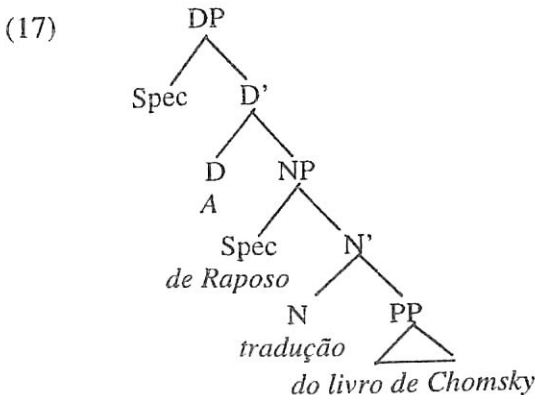 (17) DP
Spec D'
D NP
A
Spec N'
de Raposo
N PP
tradução
do livro de Chomsky